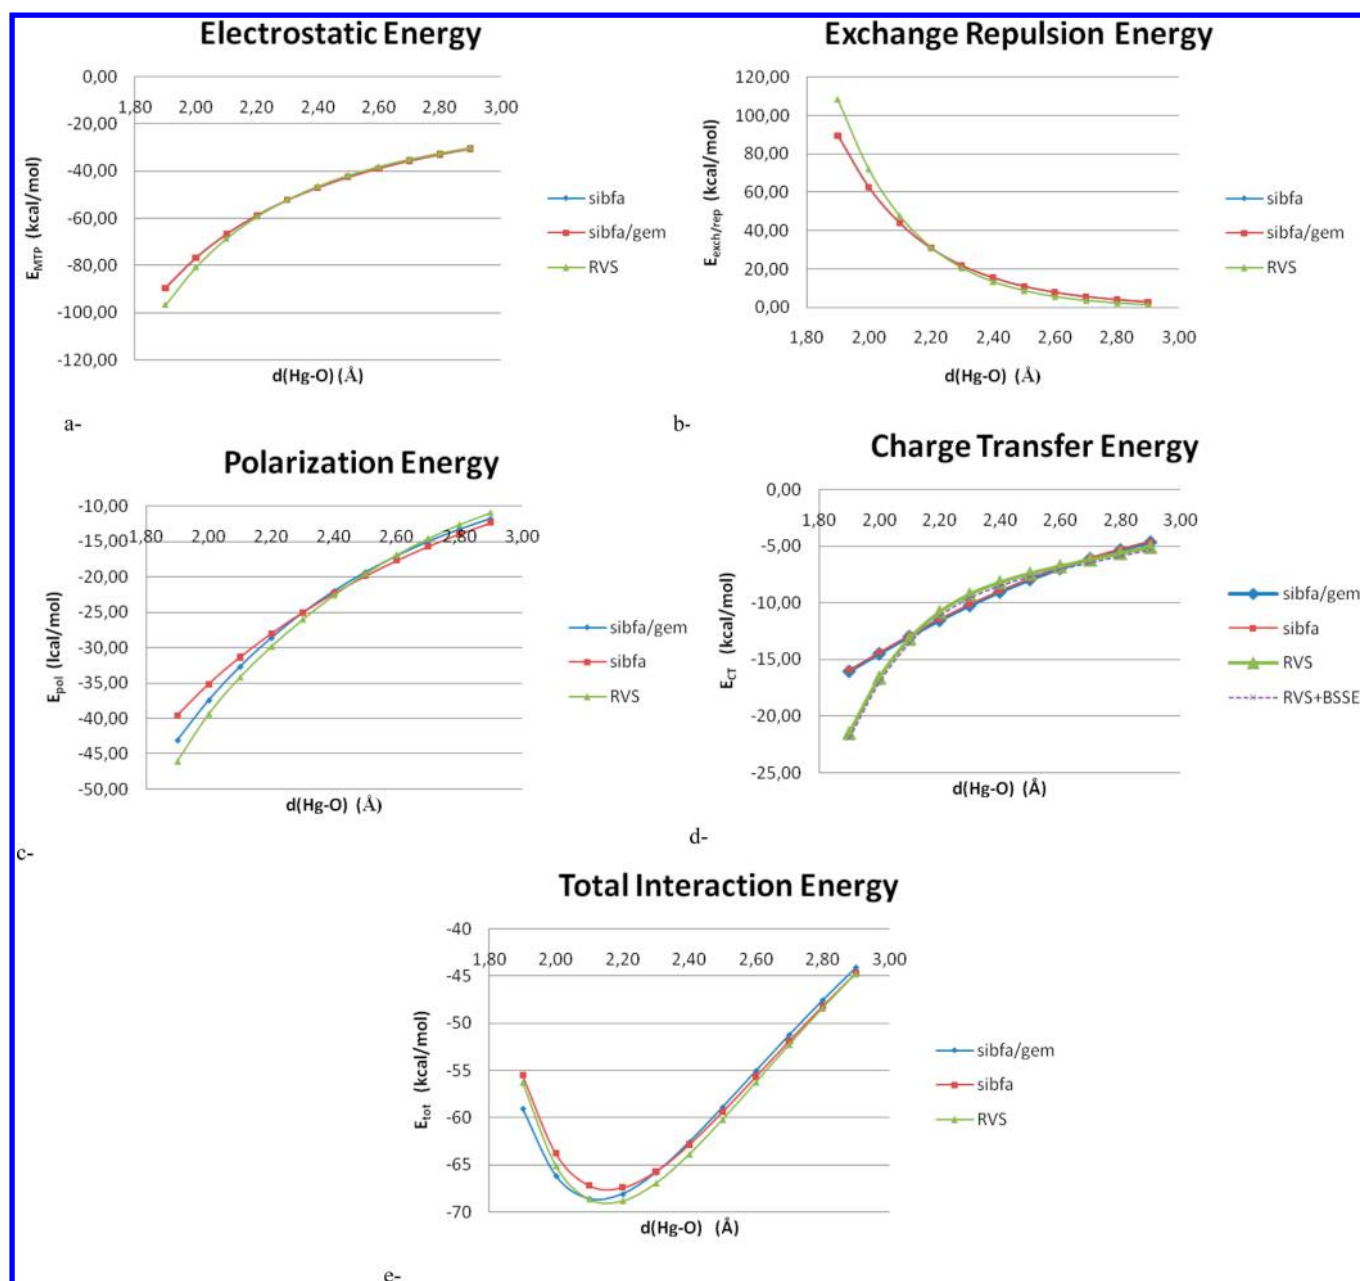 Electrostatic Energy
0,00
1,80 2,00 2,20 2,40 2,60 2,80 3,00
-20,00
-40,00
-60,00
-80,00
-100,00
-120,00
E_MTP (kcal/mol)
d(Hg-O) (Å)
sibfa
sibfa/gem
RVS
a-
Exchange Repulsion Energy
120,00
100,00
80,00
60,00
40,00
20,00
0,00
1,80 2,00 2,20 2,40 2,60 2,80 3,00
E_exch/rep (kcal/mol)
d(Hg-O) (Å)
sibfa
sibfa/gem
RVS
b-
Polarization Energy
-10,00
1,80 2,00 2,20 2,40 2,60 2,80 3,00
-15,00
-20,00
-25,00
-30,00
-35,00
-40,00
-45,00
-50,00
E_pol (lcal/mol)
d(Hg-O) (Å)
sibfa/gem
sibfa
RVS
c-
Charge Transfer Energy
0,00
1,80 2,00 2,20 2,40 2,60 2,80 3,00
-5,00
-10,00
-15,00
-20,00
-25,00
E_CT (kcal/mol)
d(Hg-O) (Å)
sibfa/gem
sibfa
RVS
RVS+BSSE
d-
Total Interaction Energy
-40
1,80 2,00 2,20 2,40 2,60 2,80 3,00
-45
-50
-55
-60
-65
-70
E_tot (kcal/mol)
d(Hg-O) (Å)
sibfa/gem
sibfa
RVS
e-